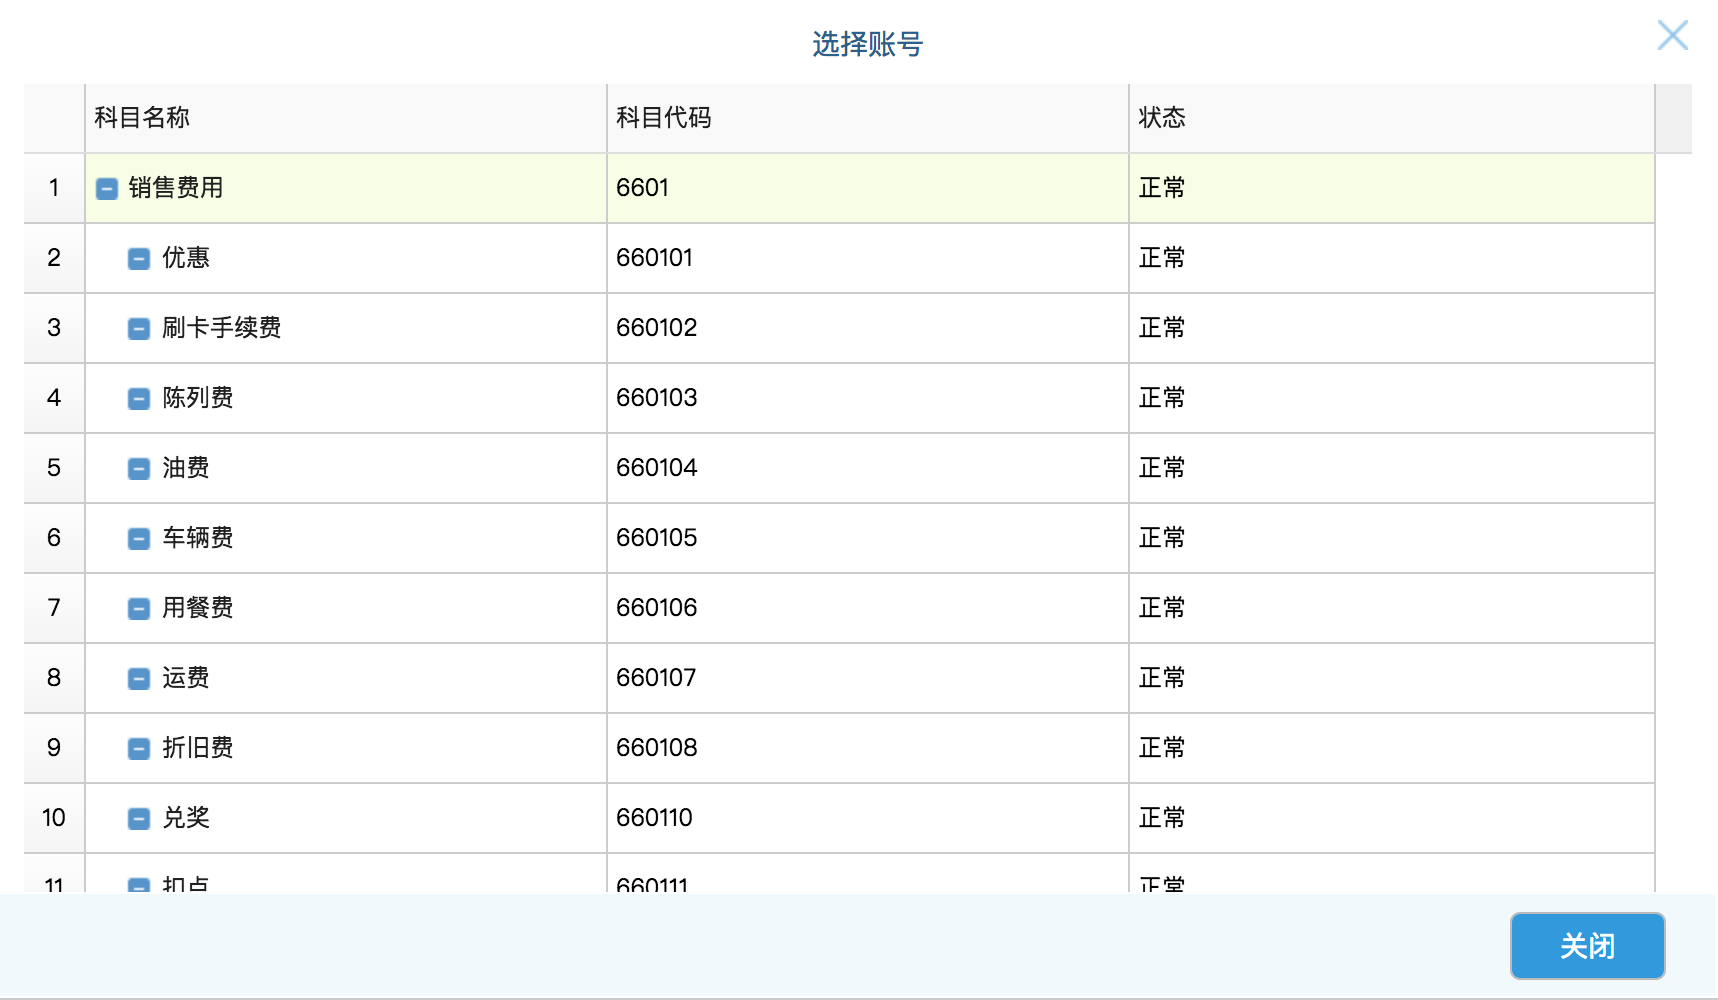 选择账号
科目名称 科目代码 状态
1 销售费用 6601 正常
2 优惠 660101 正常
3 刷卡手续费 660102 正常
4 陈列费 660103 正常
5 油费 660104 正常
6 车辆费 660105 正常
7 用餐费 660106 正常
8 运费 660107 正常
9 折旧费 660108 正常
10 兑奖 660110 正常
11 扣点 660111 正常
关闭